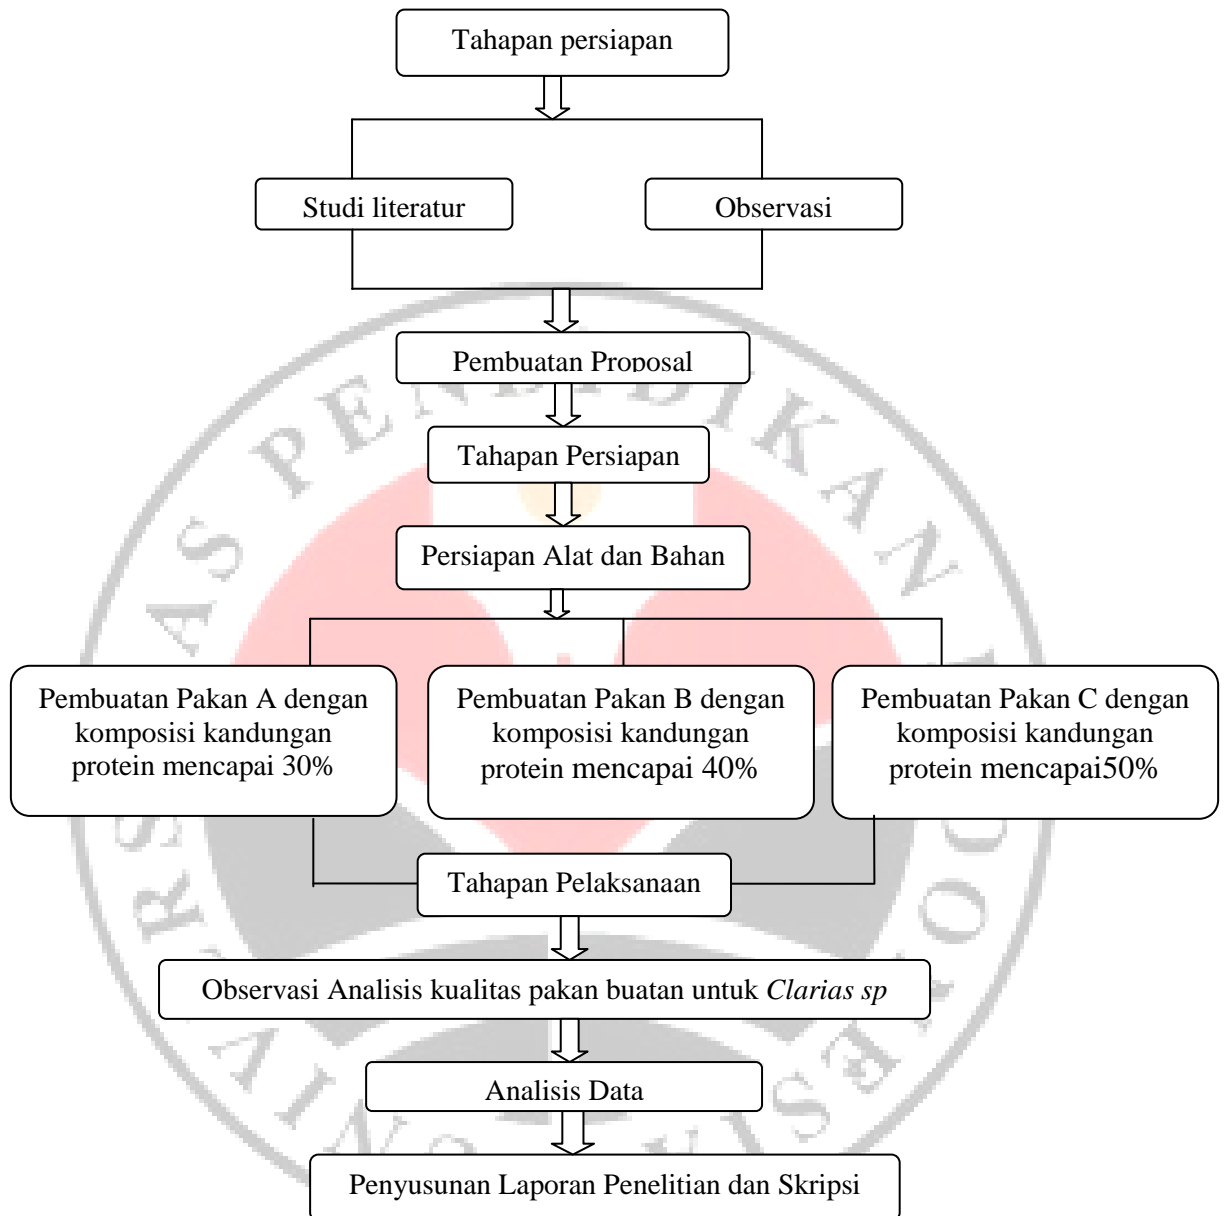 Tahapan persiapan
Studi literatur
Observasi
Pembuatan Proposal
Tahapan Persiapan
Persiapan Alat dan Bahan
Pembuatan Pakan A dengan
komposisi kandungan
protein mencapai 30%
Pembuatan Pakan B dengan
komposisi kandungan
protein mencapai 40%
Pembuatan Pakan C dengan
komposisi kandungan
protein mencapai50%
Tahapan Pelaksanaan
Observasi Analisis kualitas pakan buatan untuk Clarias sp
Analisis Data
Penyusunan Laporan Penelitian dan Skripsi